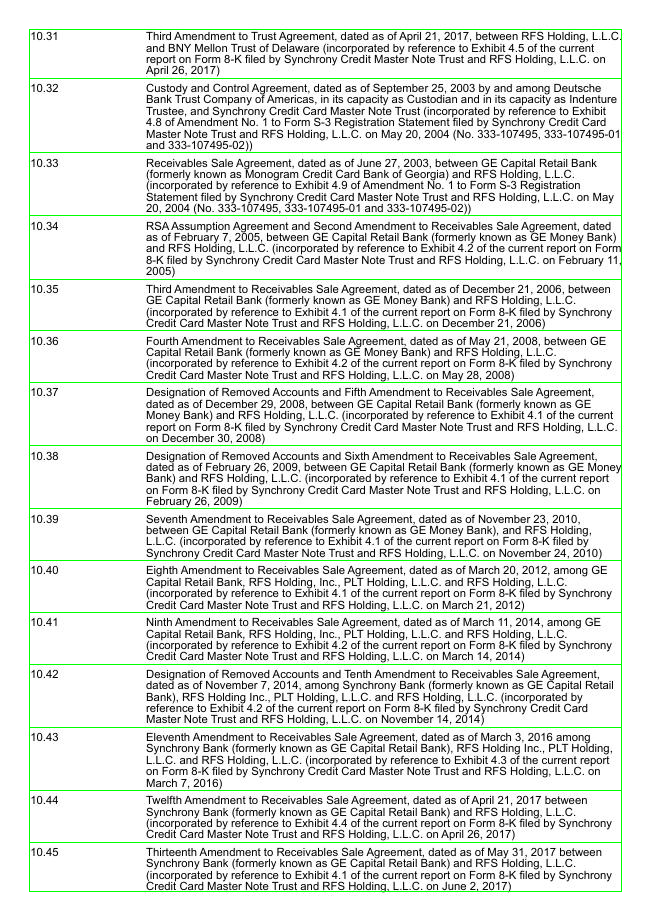 10.31 Third Amendment to Trust Agreement, dated as of April 21, 2017, between RFS Holding, L.L.C.
and BNY Mellon Trust of Delaware (incorporated by reference to Exhibit 4.5 of the current
report on Form 8-K filed by Synchrony Credit Card Master Note Trust and RFS Holding, L.L.C. on
April 26, 2017)
10.32 Custody and Control Agreement, dated as of September 25, 2003 by and among Deutsche
Bank Trust Company of Americas, in its capacity as Custodian and in its capacity as Indenture
Trustee, and Synchrony Credit Card Master Note Trust (incorporated by reference to Exhibit
4.8 of Amendment No. 1 to Form S-3 Registration Statement filed by Synchrony Credit Card
Master Note Trust and RFS Holding, L.L.C. on May 20, 2004 (No. 333-107495, 333-107495-01
and 333-107495-02))
10.33 Receivables Sale Agreement, dated as of June 27, 2003, between GE Capital Retail Bank
(formerly known as Monogram Credit Card Bank of Georgia) and RFS Holding, L.L.C.
(incorporated by reference to Exhibit 4.9 of Amendment No. 1 to Form S-3 Registration
Statement filed by Synchrony Credit Card Master Note Trust and RFS Holding, L.L.C. on May
20, 2004 (No. 333-107495, 333-107495-01 and 333-107495-02))
10.34 RSA Assumption Agreement and Second Amendment to Receivables Sale Agreement, dated
as of February 7, 2005, between GE Capital Retail Bank (formerly known as GE Money Bank)
and RFS Holding, L.L.C. (incorporated by reference to Exhibit 4.2 of the current report on Form
8-K filed by Synchrony Credit Card Master Note Trust and RFS Holding, L.L.C. on February 11,
2005)
10.35 Third Amendment to Receivables Sale Agreement, dated as of December 21, 2006, between
GE Capital Retail Bank (formerly known as GE Money Bank) and RFS Holding, L.L.C.
(incorporated by reference to Exhibit 4.1 of the current report on Form 8-K filed by Synchrony
Credit Card Master Note Trust and RFS Holding, L.L.C. on December 21, 2006)
10.36 Fourth Amendment to Receivables Sale Agreement, dated as of May 21, 2008, between GE
Capital Retail Bank (formerly known as GE Money Bank) and RFS Holding, L.L.C.
(incorporated by reference to Exhibit 4.2 of the current report on Form 8-K filed by Synchrony
Credit Card Master Note Trust and RFS Holding, L.L.C. on May 28, 2008)
10.37 Designation of Removed Accounts and Fifth Amendment to Receivables Sale Agreement,
dated as of December 29, 2008, between GE Capital Retail Bank (formerly known as GE
Money Bank) and RFS Holding, L.L.C. (incorporated by reference to Exhibit 4.1 of the current
report on Form 8-K filed by Synchrony Credit Card Master Note Trust and RFS Holding, L.L.C.
on December 30, 2008)
10.38 Designation of Removed Accounts and Sixth Amendment to Receivables Sale Agreement,
dated as of February 26, 2009, between GE Capital Retail Bank (formerly known as GE Money
Bank) and RFS Holding, L.L.C. (incorporated by reference to Exhibit 4.1 of the current report
on Form 8-K filed by Synchrony Credit Card Master Note Trust and RFS Holding, L.L.C. on
February 26, 2009)
10.39 Seventh Amendment to Receivables Sale Agreement, dated as of November 23, 2010,
between GE Capital Retail Bank (formerly known as GE Money Bank), and RFS Holding,
L.L.C. (incorporated by reference to Exhibit 4.1 of the current report on Form 8-K filed by
Synchrony Credit Card Master Note Trust and RFS Holding, L.L.C. on November 24, 2010)
10.40 Eighth Amendment to Receivables Sale Agreement, dated as of March 20, 2012, among GE
Capital Retail Bank, RFS Holding, Inc., PLT Holding, L.L.C. and RFS Holding, L.L.C.
(incorporated by reference to Exhibit 4.1 of the current report on Form 8-K filed by Synchrony
Credit Card Master Note Trust and RFS Holding, L.L.C. on March 21, 2012)
10.41 Ninth Amendment to Receivables Sale Agreement, dated as of March 11, 2014, among GE
Capital Retail Bank, RFS Holding, Inc., PLT Holding, L.L.C. and RFS Holding, L.L.C.
(incorporated by reference to Exhibit 4.2 of the current report on Form 8-K filed by Synchrony
Credit Card Master Note Trust and RFS Holding, L.L.C. on March 14, 2014)
10.42 Designation of Removed Accounts and Tenth Amendment to Receivables Sale Agreement,
dated as of November 7, 2014, among Synchrony Bank (formerly known as GE Capital Retail
Bank), RFS Holding Inc., PLT Holding, L.L.C. and RFS Holding, L.L.C. (incorporated by
reference to Exhibit 4.2 of the current report on Form 8-K filed by Synchrony Credit Card
Master Note Trust and RFS Holding, L.L.C. on November 14, 2014)
10.43 Eleventh Amendment to Receivables Sale Agreement, dated as of March 3, 2016 among
Synchrony Bank (formerly known as GE Capital Retail Bank), RFS Holding Inc., PLT Holding,
L.L.C. and RFS Holding, L.L.C. (incorporated by reference to Exhibit 4.3 of the current report
on Form 8-K filed by Synchrony Credit Card Master Note Trust and RFS Holding, L.L.C. on
March 7, 2016)
10.44 Twelfth Amendment to Receivables Sale Agreement, dated as of April 21, 2017 between
Synchrony Bank (formerly known as GE Capital Retail Bank) and RFS Holding, L.L.C.
(incorporated by reference to Exhibit 4.4 of the current report on Form 8-K filed by Synchrony
Credit Card Master Note Trust and RFS Holding, L.L.C. on April 26, 2017)
10.45 Thirteenth Amendment to Receivables Sale Agreement, dated as of May 31, 2017 between
Synchrony Bank (formerly known as GE Capital Retail Bank) and RFS Holding, L.L.C.
(incorporated by reference to Exhibit 4.1 of the current report on Form 8-K filed by Synchrony
Credit Card Master Note Trust and RFS Holding, L.L.C. on June 2, 2017)